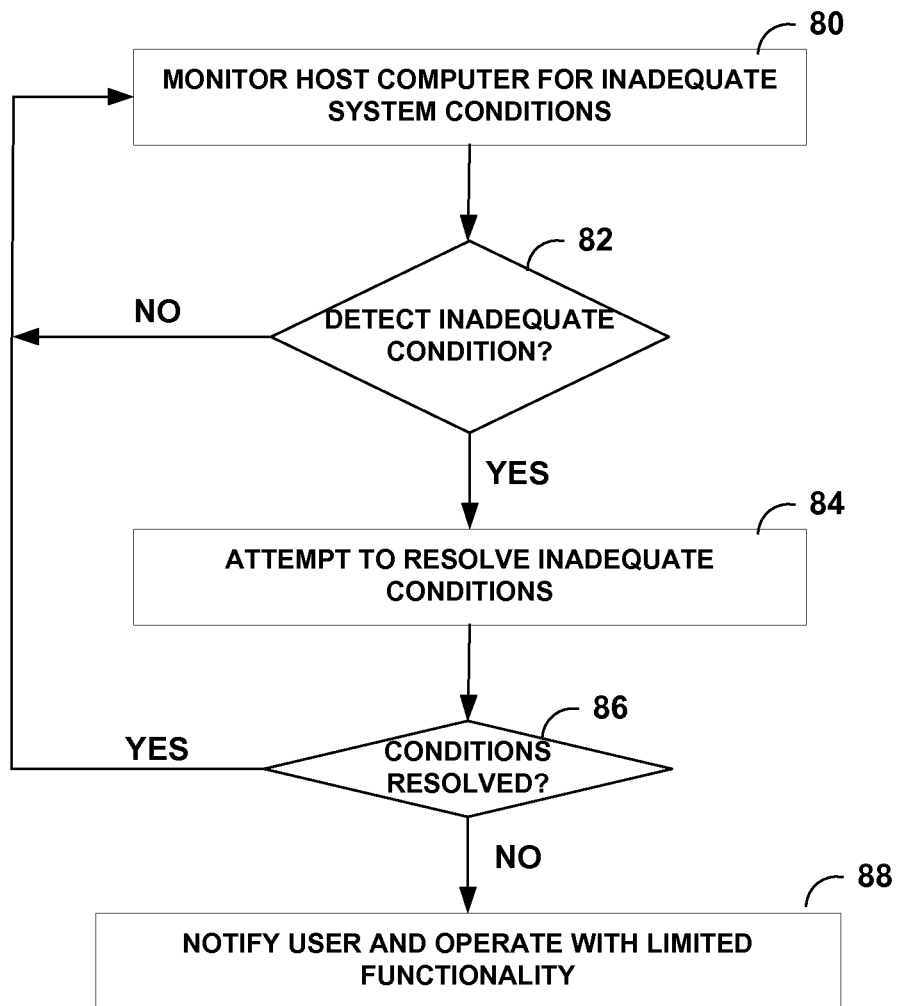 80
MONITOR HOST COMPUTER FOR INADEQUATE
SYSTEM CONDITIONS
82
NO
DETECT INADEQUATE
CONDITION?
YES
84
ATTEMPT TO RESOLVE INADEQUATE
CONDITIONS
86
YES
CONDITIONS
RESOLVED?
NO
88
NOTIFY USER AND OPERATE WITH LIMITED
FUNCTIONALITY